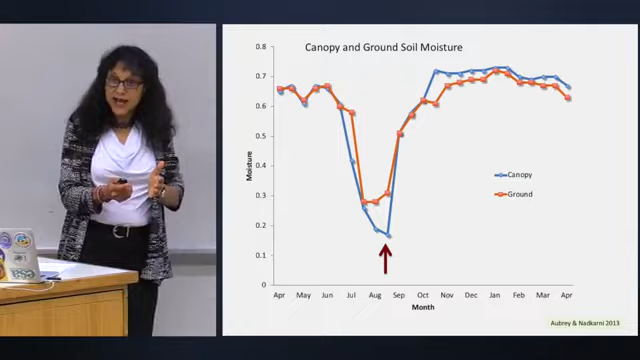 Canopy and Ground Soil Moisture
0.8
0.7
0.6
0.5
0.4
0.3
0.2
0.1
0
Moisture
Canopy
Ground
Apr May Jun Jul Aug Sep Oct Nov Dec Jan Feb Mar Apr
Month
Aubrey & Nadkarni 2013